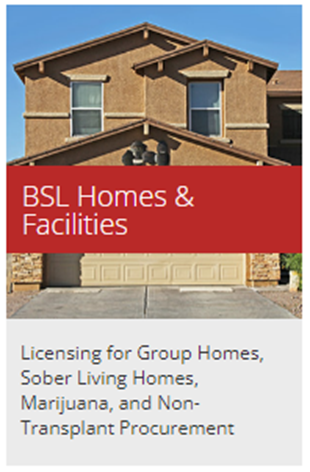 BSL Homes &
Facilities
Licensing for Group Homes,
Sober Living Homes,
Marijuana, and Non-
Transplant Procurement